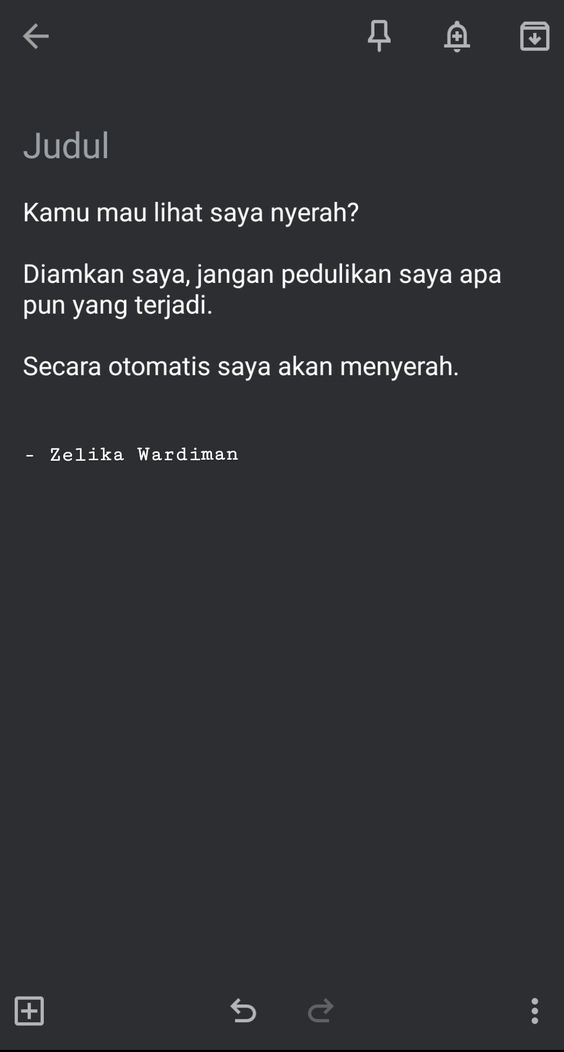 Judul
Kamu mau lihat saya nyerah?
Diamkan saya, jangan pedulikan saya apa
pun yang terjadi.
Secara otomatis saya akan menyerah.
- Zelika Wardiman